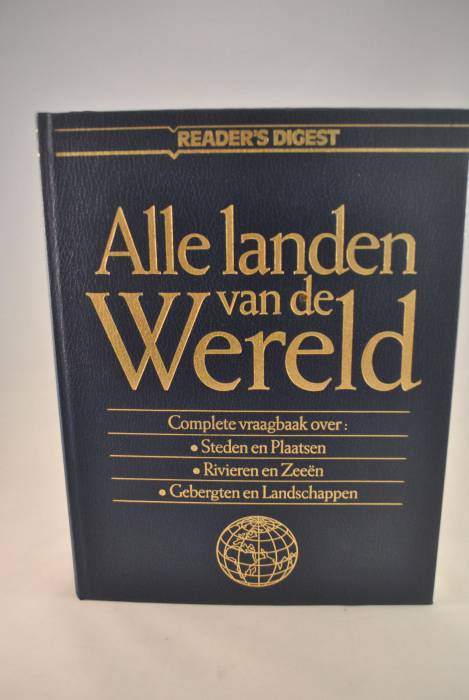 READER'S DIGEST
Alle landen
van de
Wereld
Complete vraagbaak over :
• Steden en Plaatsen
• Rivieren en Zeeën
• Gebergten en Landschappen